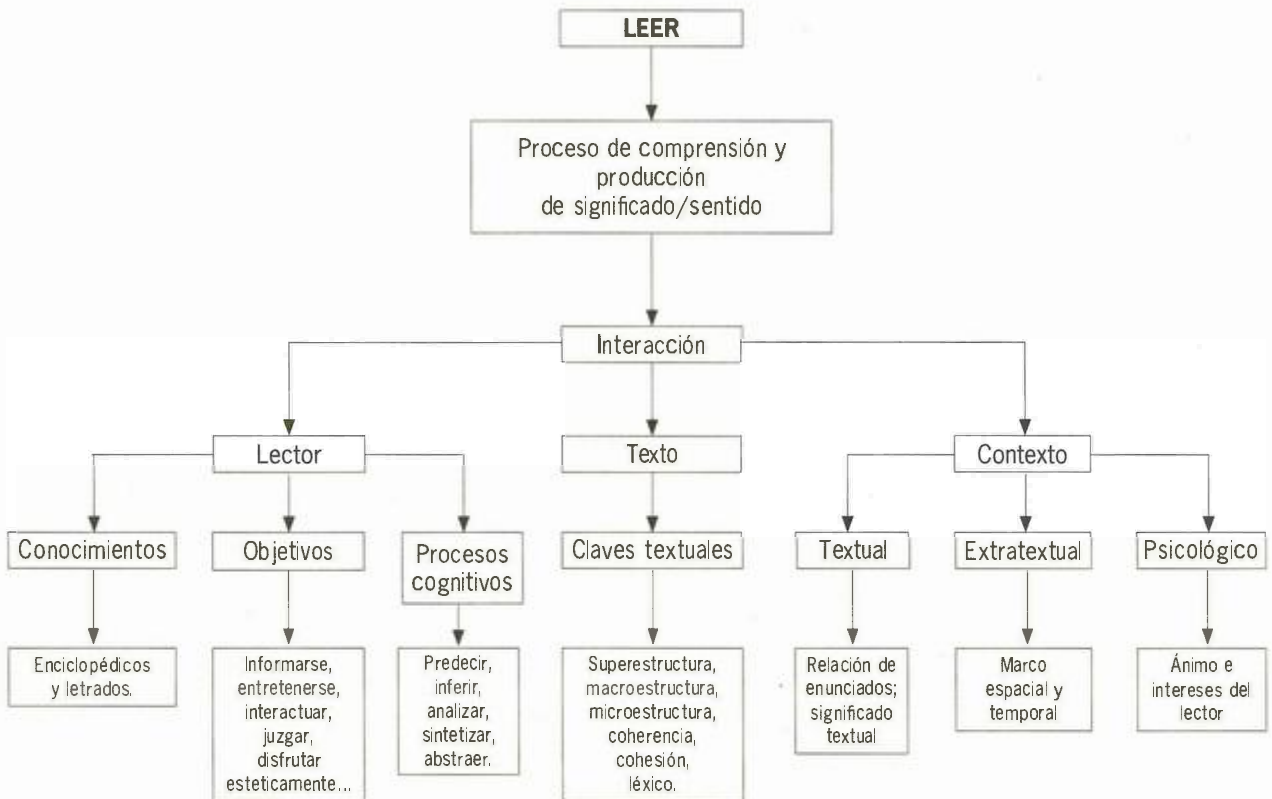 LEER
Proceso de comprensión y
producción
de significado/sentido
Interacción
Lector
Texto
Contexto
Conocimientos
Objetivos
Procesos
cognitivos
Claves textuales
Textual
Extratextual
Psicológico
Enciclopédicos
y letrados.
Informarse,
entretenerse,
interactuar,
juzgar,
disfrutar
esteticamente...
Predecir,
inferir,
analizar,
sintetizar,
abstraer.
Superestructura,
macroestructura,
microestructura,
coherencia,
cohesión,
léxico.
Relación de
enunciados;
significado
textual
Marco
espacial y
temporal
Ánimo e
intereses del
lector